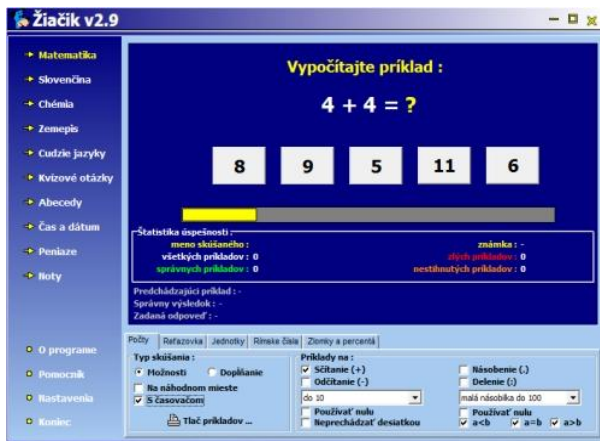 Žiačik v2.9
Matematika
Slovenčina
Chémia
Zemepis
Cudzie jazyky
Kvízové otázky
Abecedy
Čas a dátum
Peniaze
Noty
O programe
Pomocník
Nastavenia
Koniec
Vypočítajte príklad :
4 + 4 = ?
8 9 5 11 6
Štatistika úspešnosti :
meno skúšaného :
známka : -
všetkých príkladov : 0
zlých príkladov : 0
správnych príkladov : 0
nestihnutých príkladov : 0
Predchádzajúci príklad : -
Správny výsledok : -
Zadaná odpoveď : -
Počty Reťazovka Jednotky Rímske čísla Zlomky a percentá
Typ skúšania :
Možnosti Dopĺňanie
Na náhodnom mieste
S časovačom
Tlač príkladov ...
Príklady na :
Sčítanie (+)
Násobenie (.)
Odčítanie (-)
Delenie (:)
do 10
malá násobilka do 100
Používať nulu
Používať nulu
Neprechádzať desiatkou
a<b a=b a>b